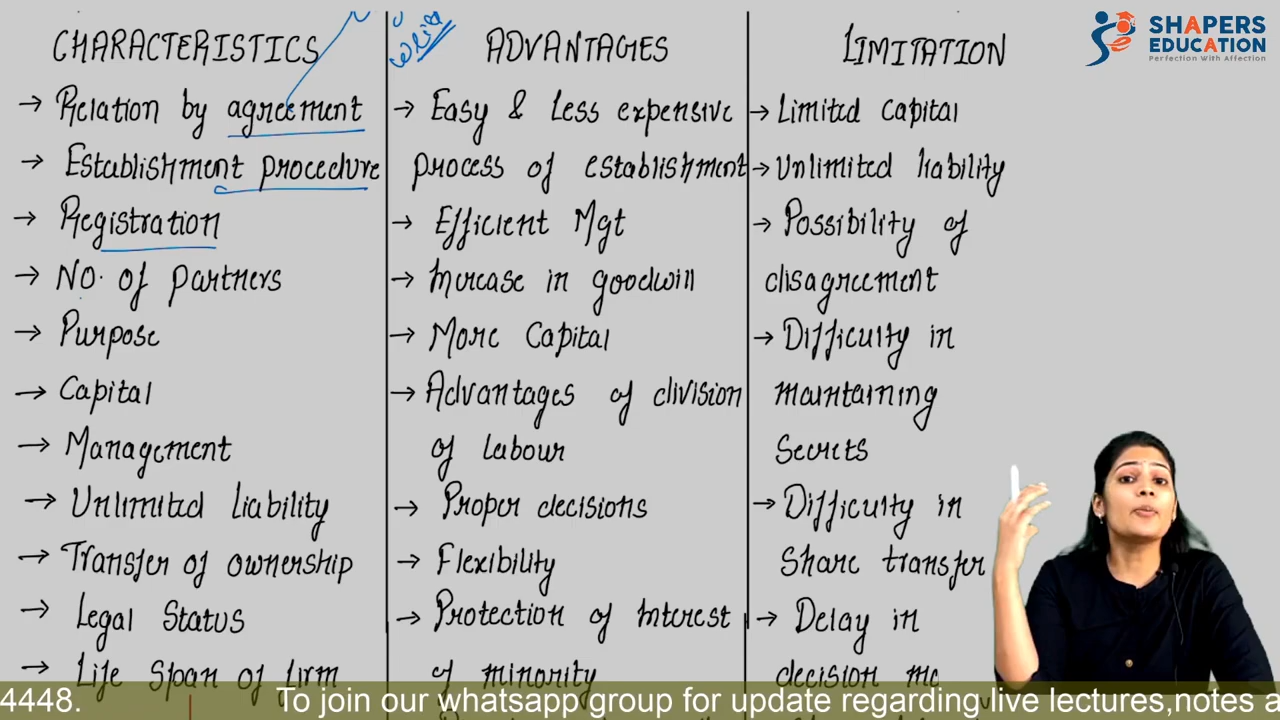 CHARACTERISTICS
→ Relation by agreement
→ Establishment procedure
→ Registration
→ No. of partners
→ Purpose
→ Capital
→ Management
→ Unlimited liability
→ Transfer of ownership
→ Legal Status
→ Life Span of firm
ADVANTAGES
→ Easy & Less expensive
process of establishment
→ Efficient Mgt
→ Increase in goodwill
→ More Capital
→ Advantages of division
of labour
→ Proper decisions
→ Flexibility
→ Protection of Interest
of minority
LIMITATION
→ Limited Capital
→ Unlimited liability
→ Possibility of
disagreement
→ Difficulty in
maintaining
Secrets
→ Difficulty in
Share transfer
→ Delay in
decision
SHAPERS
EDUCATION
Perfection With Affection
4448. To join our whatsapp group for update regarding live lectures,notes a